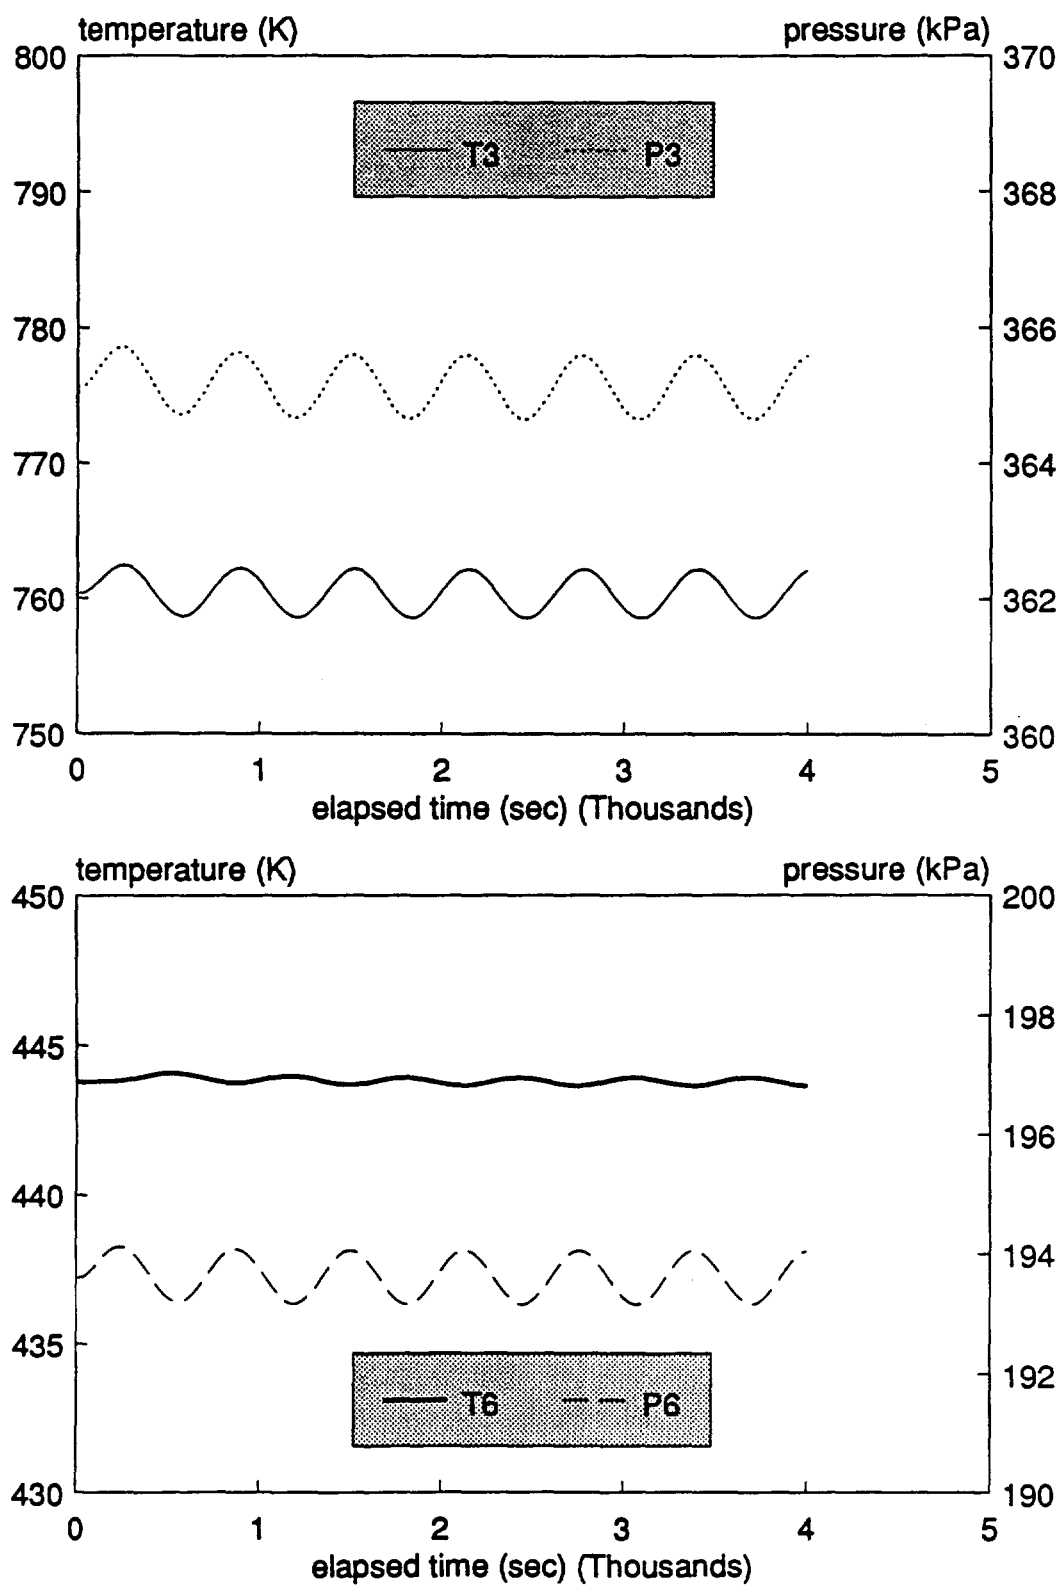 temperature (K) pressure (kPa)
800 370
T3 P3
790 368
780 366
770 364
760 362
750 360
0 1 2 3 4 5
elapsed time (sec) (Thousands)
temperature (K) pressure (kPa)
450 200
198
445
196
440
194
435
192
T6 P6
430 190
0 1 2 3 4 5
elapsed time (sec) (Thousands)